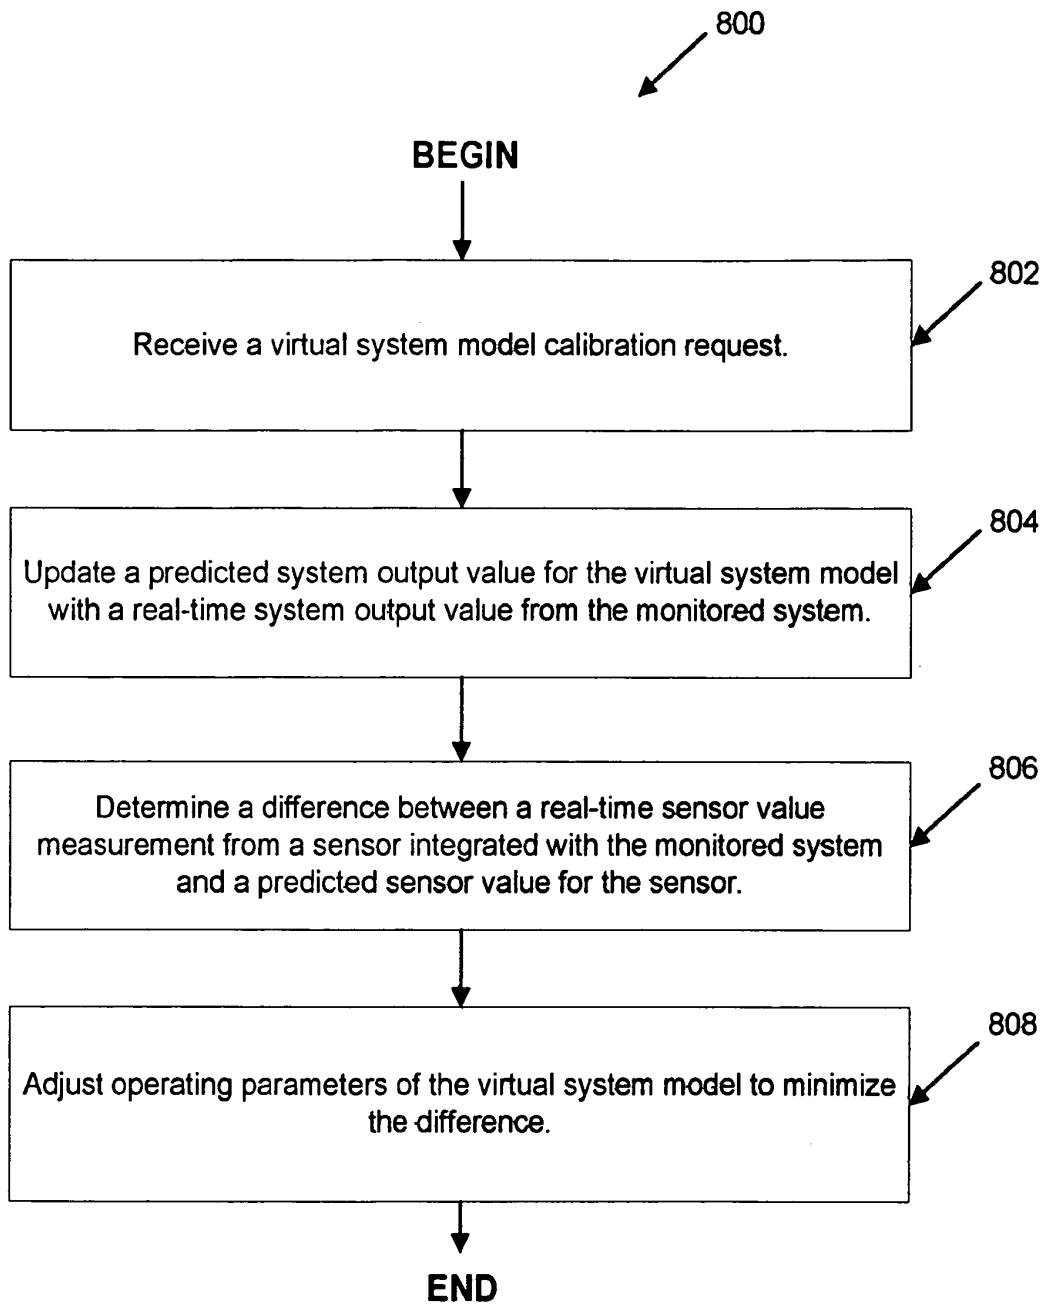 800
BEGIN
802
Receive a virtual system model calibration request.
804
Update a predicted system output value for the virtual system model
with a real-time system output value from the monitored system.
806
Determine a difference between a real-time sensor value
measurement from a sensor integrated with the monitored system
and a predicted sensor value for the sensor.
808
Adjust operating parameters of the virtual system model to minimize
the difference.
END